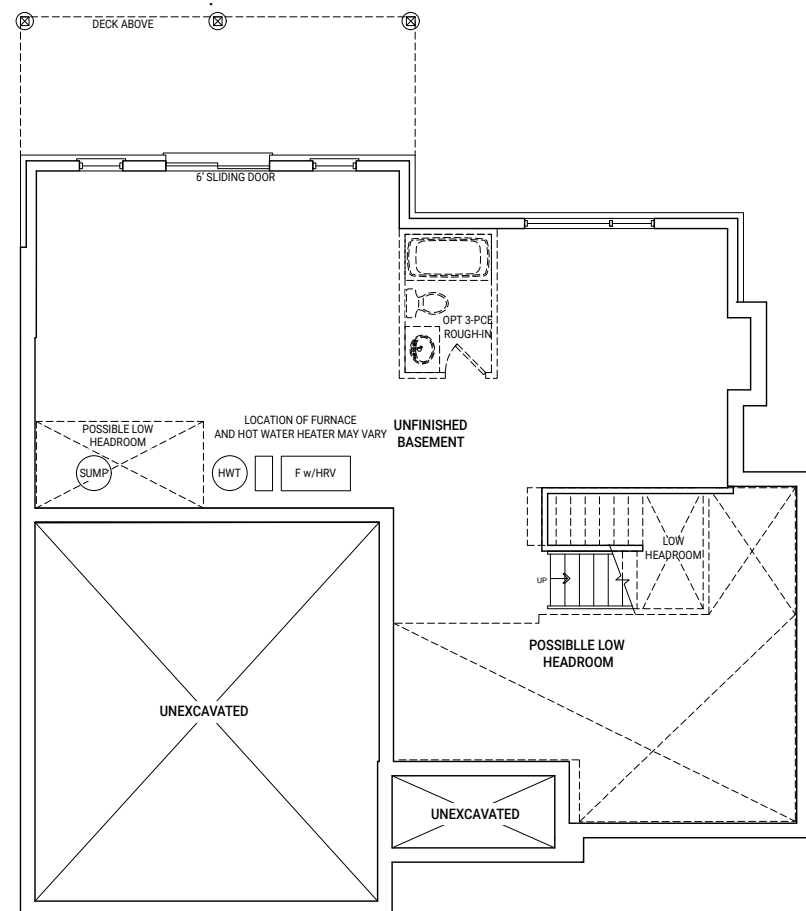 DECK ABOVE
6' SLIDING DOOR
OPT 3-PCE
ROUGH-IN
POSSIBLE LOW
HEADROOM
LOCATION OF FURNACE
AND HOT WATER HEATER MAY VARY
UNFINISHED
BASEMENT
SUMP
HWT
F w/HRV
LOW
HEADROOM
UP
POSSIBLLE LOW
HEADROOM
UNEXCAVATED
UNEXCAVATED